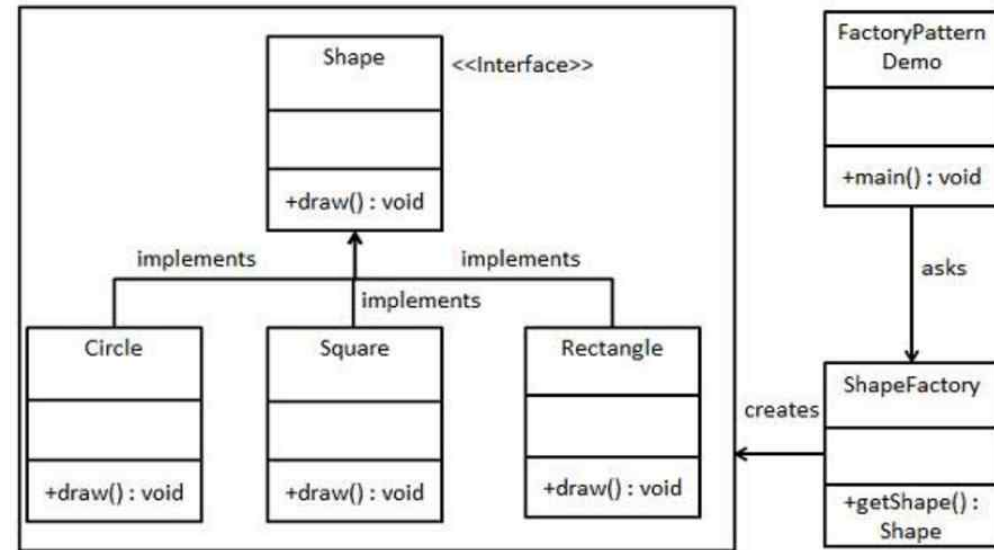 Shape
<<Interface>>
+draw() : void
implements
implements
implements
Circle
+draw() : void
Square
+draw() : void
Rectangle
+draw() : void
FactoryPattern
Demo
+main() : void
asks
ShapeFactory
+getShape() :
Shape
creates